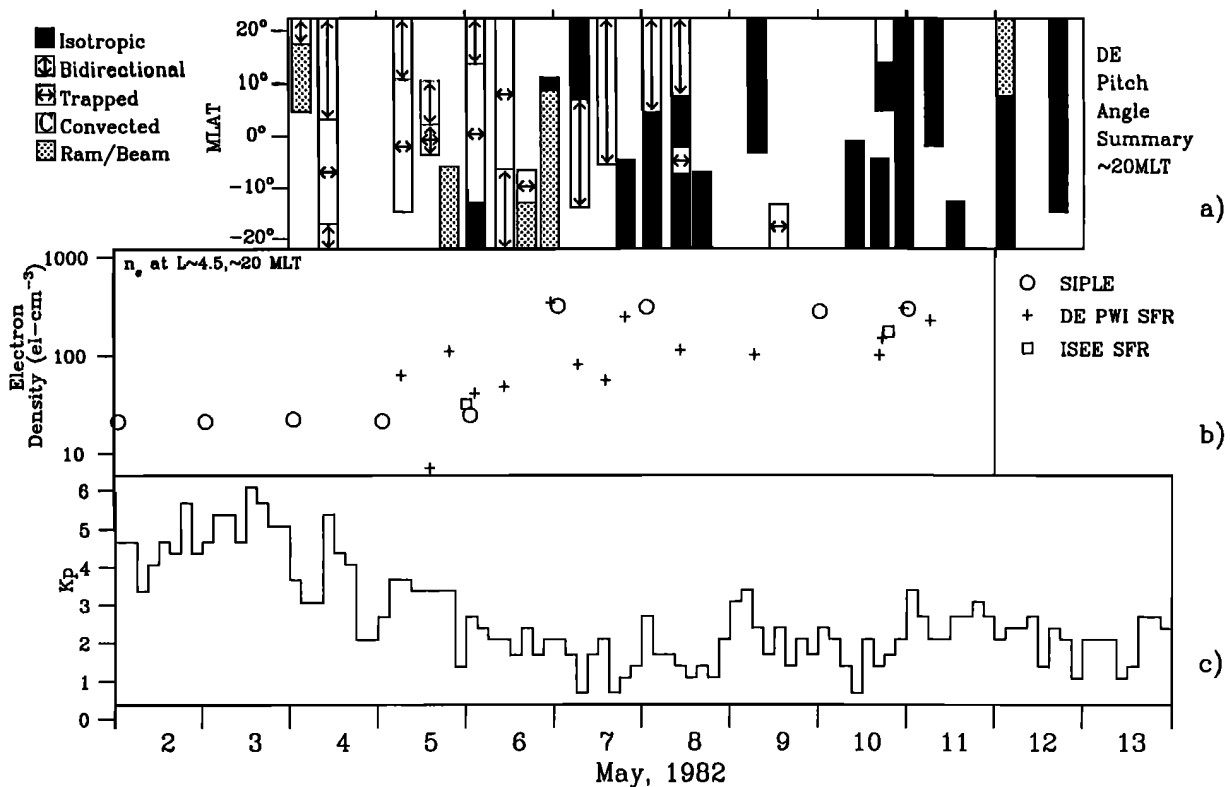 Isotropic
Bidirectional
Trapped
C Convected
Ram/Beam
MLAT
20°
10°
0°
-10°
-20°
DE
Pitch
Angle
Summary
~20MLT
a)
n_e at L~4.5,~20 MLT
Electron
Density (el-cm⁻³)
1000
100
10
SIPLE
DE PWI SFR
ISEE SFR
b)
Kp
6
5
4
3
2
1
0
c)
2 3 4 5 6 7 8 9 10 11 12 13
May, 1982